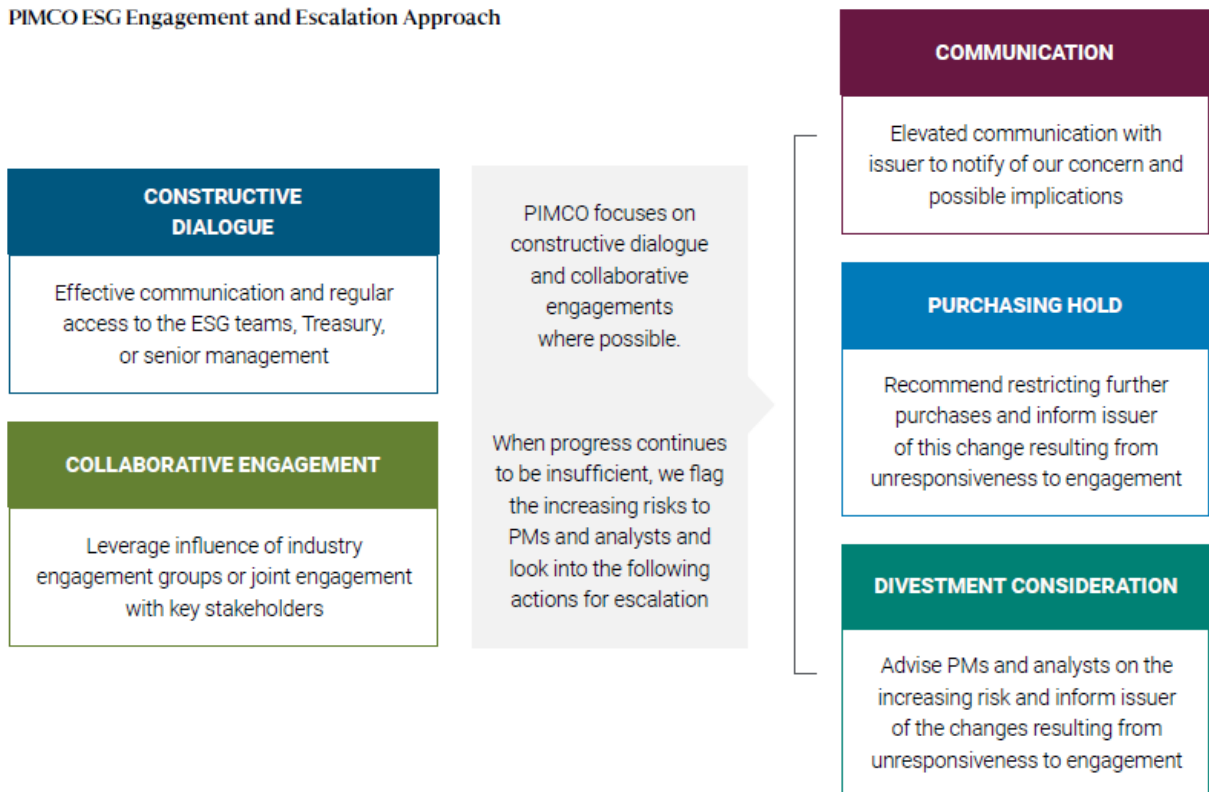 PIMCO ESG Engagement and Escalation Approach
CONSTRUCTIVE
DIALOGUE
Effective communication and regular
access to the ESG teams, Treasury,
or senior management
COLLABORATIVE ENGAGEMENT
Leverage influence of industry
engagement groups or joint engagement
with key stakeholders
PIMCO focuses on
constructive dialogue
and collaborative
engagements
where possible.
When progress continues
to be insufficient, we flag
the increasing risks to
PMs and analysts and
look into the following
actions for escalation
COMMUNICATION
Elevated communication with
issuer to notify of our concern and
possible implications
PURCHASING HOLD
Recommend restricting further
purchases and inform issuer
of this change resulting from
unresponsiveness to engagement
DIVESTMENT CONSIDERATION
Advise PMs and analysts on the
increasing risk and inform issuer
of the changes resulting from
unresponsiveness to engagement